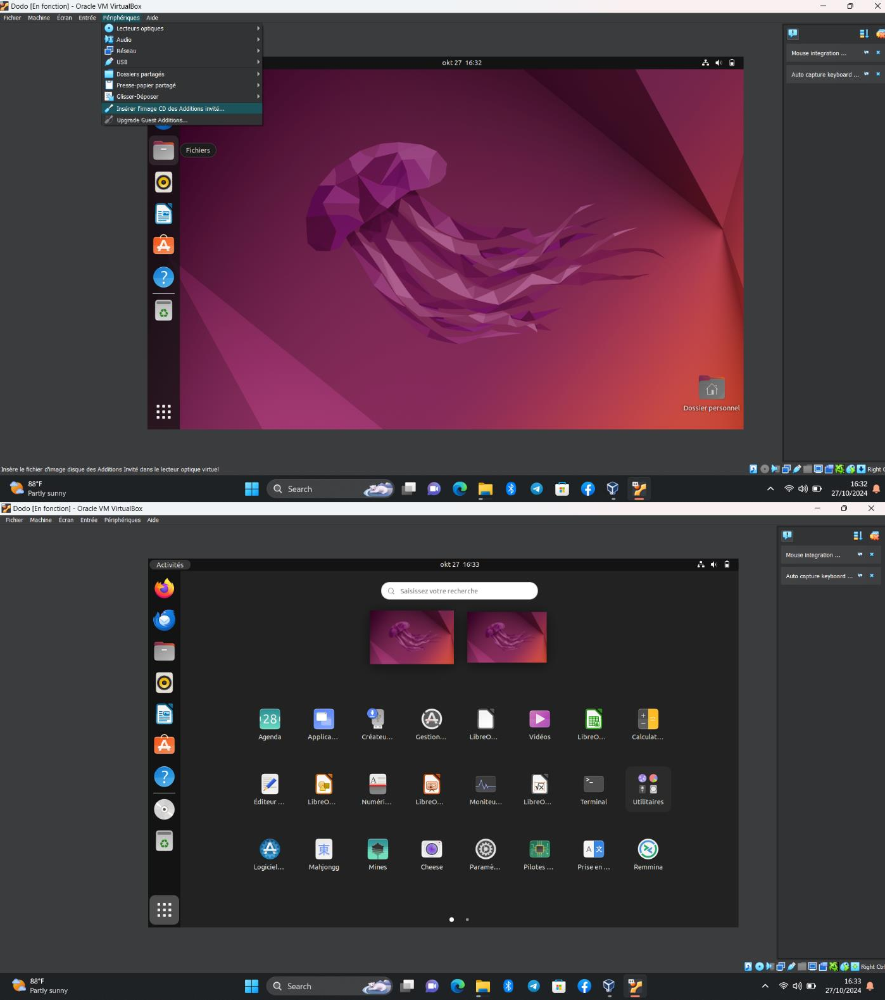 Dodo [En fonction] - Oracle VM VirtualBox
Fichier Machine Écran Entrée Périphériques Aide
Lecteurs optiques
Audio
Réseau
USB
Dossiers partagés
Presse-papier partagé
Glisser-Déposer
Insérer l'image CD des Additions invité...
Upgrade Guest Additions...
okt 27 16:32
Mouse integration ...
Auto capture keyboard ...
Fichiers
Dossier personnel
Insère le fichier d'image disque des Additions Invité dans le lecteur optique virtuel
Right C
88°F
Partly sunny
Search
16:32
27/10/2024
Dodo [En fonction] - Oracle VM VirtualBox
Fichier Machine Écran Entrée Périphériques Aide
Mouse integration ...
Auto capture keyboard ...
Activités
okt 27 16:33
Saisissez votre recherche
28
Agenda Applica... Créateu... Gestion... LibreO... Vidéos LibreO... Calculat...
Éditeur ... LibreO... Numéri... LibreO... Moniteu... LibreO... Terminal Utilitaires
東
Logiciel... Mahjongg Mines Cheese Paramè... Pilotes ... Prise en ... Remmina
Right Ctrl
88°F
Partly sunny
Search
16:33
27/10/2024